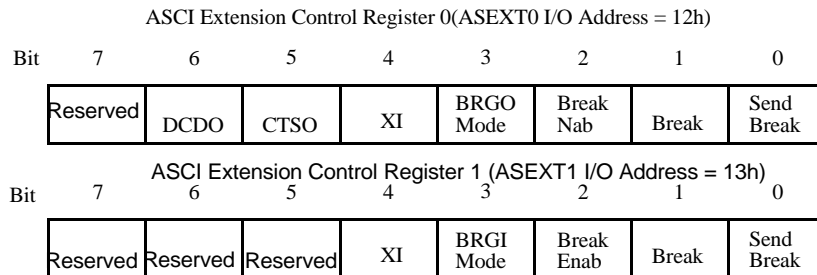 ASCI Extension Control Register 0(ASEXT0 I/O Address = 12h)
Bit 7 6 5 4 3 2 1 0
Reserved DCDO CTSO XI BRGO Mode Break Nab Break Send Break
ASCI Extension Control Register 1 (ASEXT1 I/O Address = 13h)
Bit 7 6 5 4 3 2 1 0
Reserved Reserved Reserved XI BRGI Mode Break Enab Break Send Break